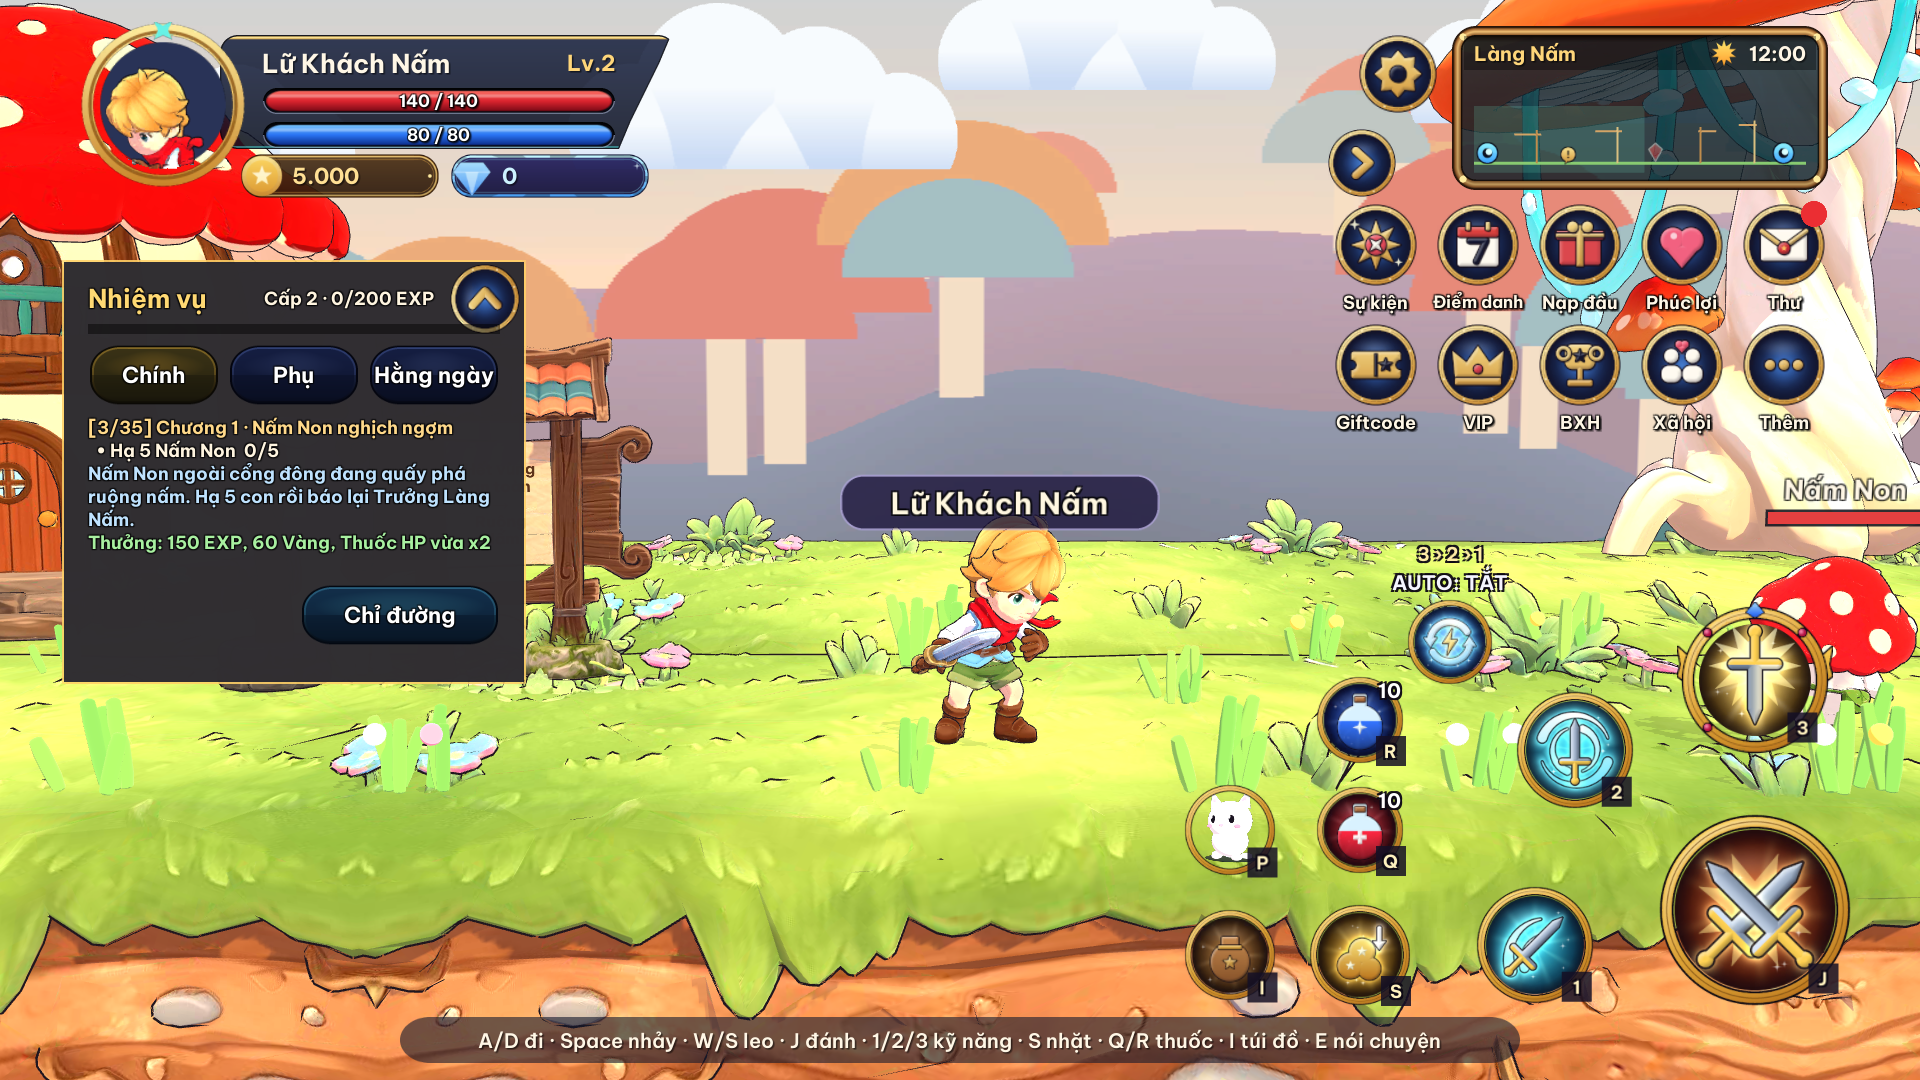 Lữ Khách Nấm
Lv.2
140 / 140
80 / 80
5.000
0
Làng Nấm
12:00
Sự kiện
7
Điểm danh
Nạp đầu
Phúc lợi
Thư
Giftcode
VIP
BXH
Xã hội
Thêm
Nhiệm vụ
Cấp 2 · 0/200 EXP
Chính
Phụ
Hằng ngày
[3/35] Chương 1 · Nấm Non nghịch ngợm
• Hạ 5 Nấm Non 0/5
Nấm Non ngoài cổng đông đang quấy phá
ruộng nấm. Hạ 5 con rồi báo lại Trưởng Làng
Nấm.
Thưởng: 150 EXP, 60 Vàng, Thuốc HP vừa x2
Chỉ đường
Lữ Khách Nấm
Nấm Non
3›2›1
AUTO: TẮT
10
R
3
2
10
Q
P
I
S
1
J
A/D đi · Space nhảy · W/S leo · J đánh · 1/2/3 kỹ năng · S nhặt · Q/R thuốc · I túi đồ · E nói chuyện